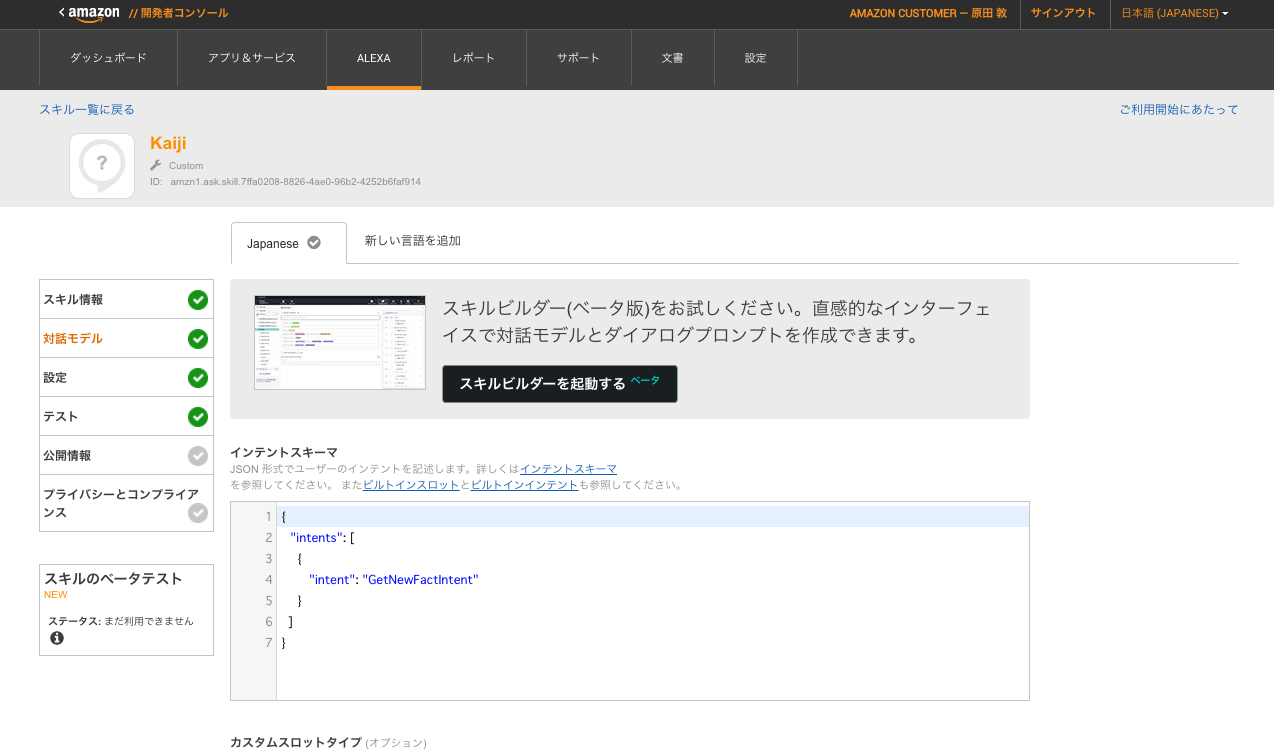 amazon // 開発者コンソール
AMAZON CUSTOMER – 原田 敦
サインアウト
日本語 (JAPANESE)
ダッシュボード
アプリ＆サービス
ALEXA
レポート
サポート
文書
設定
スキル一覧に戻る
ご利用開始にあたって
?
Kaiji
Custom
ID: amzn1.ask.skill.7ffa0208-8826-4ae0-96b2-4252b6faf914
Japanese
新しい言語を追加
スキル情報
対話モデル
設定
テスト
公開情報
プライバシーとコンプライア
ンス
スキルのベータテスト
NEW
ステータス: まだ利用できません
スキルビルダー(ベータ版)をお試しください。直感的なインターフェ
イスで対話モデルとダイアログプロンプトを作成できます。
スキルビルダーを起動する ベータ
インテントスキーマ
JSON 形式でユーザーのインテントを記述します。詳しくはインテントスキーマ
を参照してください。 またビルトインスロットとビルトインインテントも参照してください。
1 {
2 "intents": [
3 {
4 "intent": "GetNewFactIntent"
5 }
6 ]
7 }
カスタムスロットタイプ (オプション)